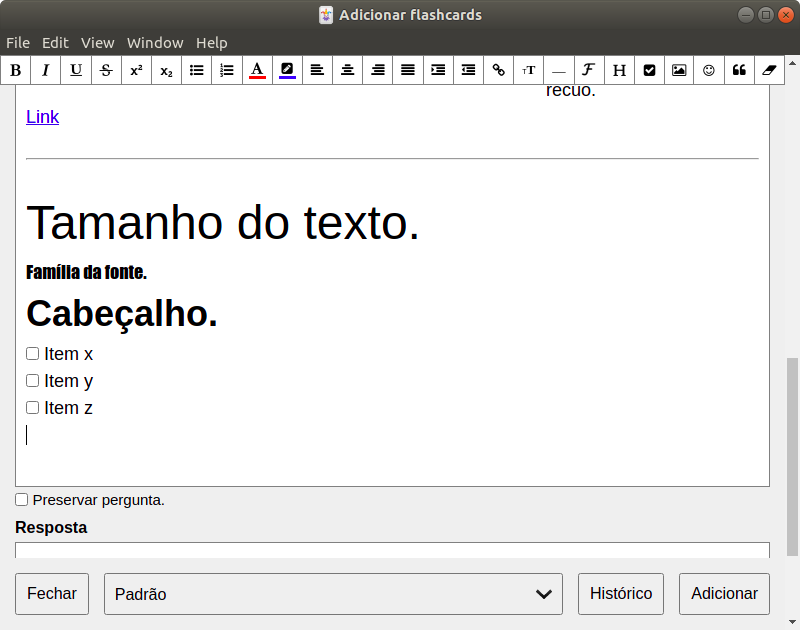 Adicionar flashcards
File Edit View Window Help
B I U S x² x₂ A тT ℱ H
recuo.
Link
Tamanho do texto.
Família da fonte.
Cabeçalho.
Item x
Item y
Item z
Preservar pergunta.
Resposta
Fechar Padrão Histórico Adicionar